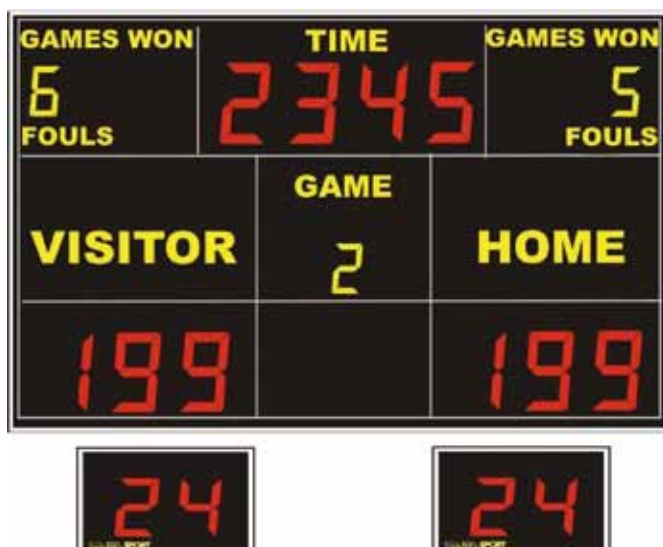 GAMES WON TIME GAMES WON
6 2345 5
FOULS FOULS
GAME
VISITOR 2 HOME
199 199
24 24